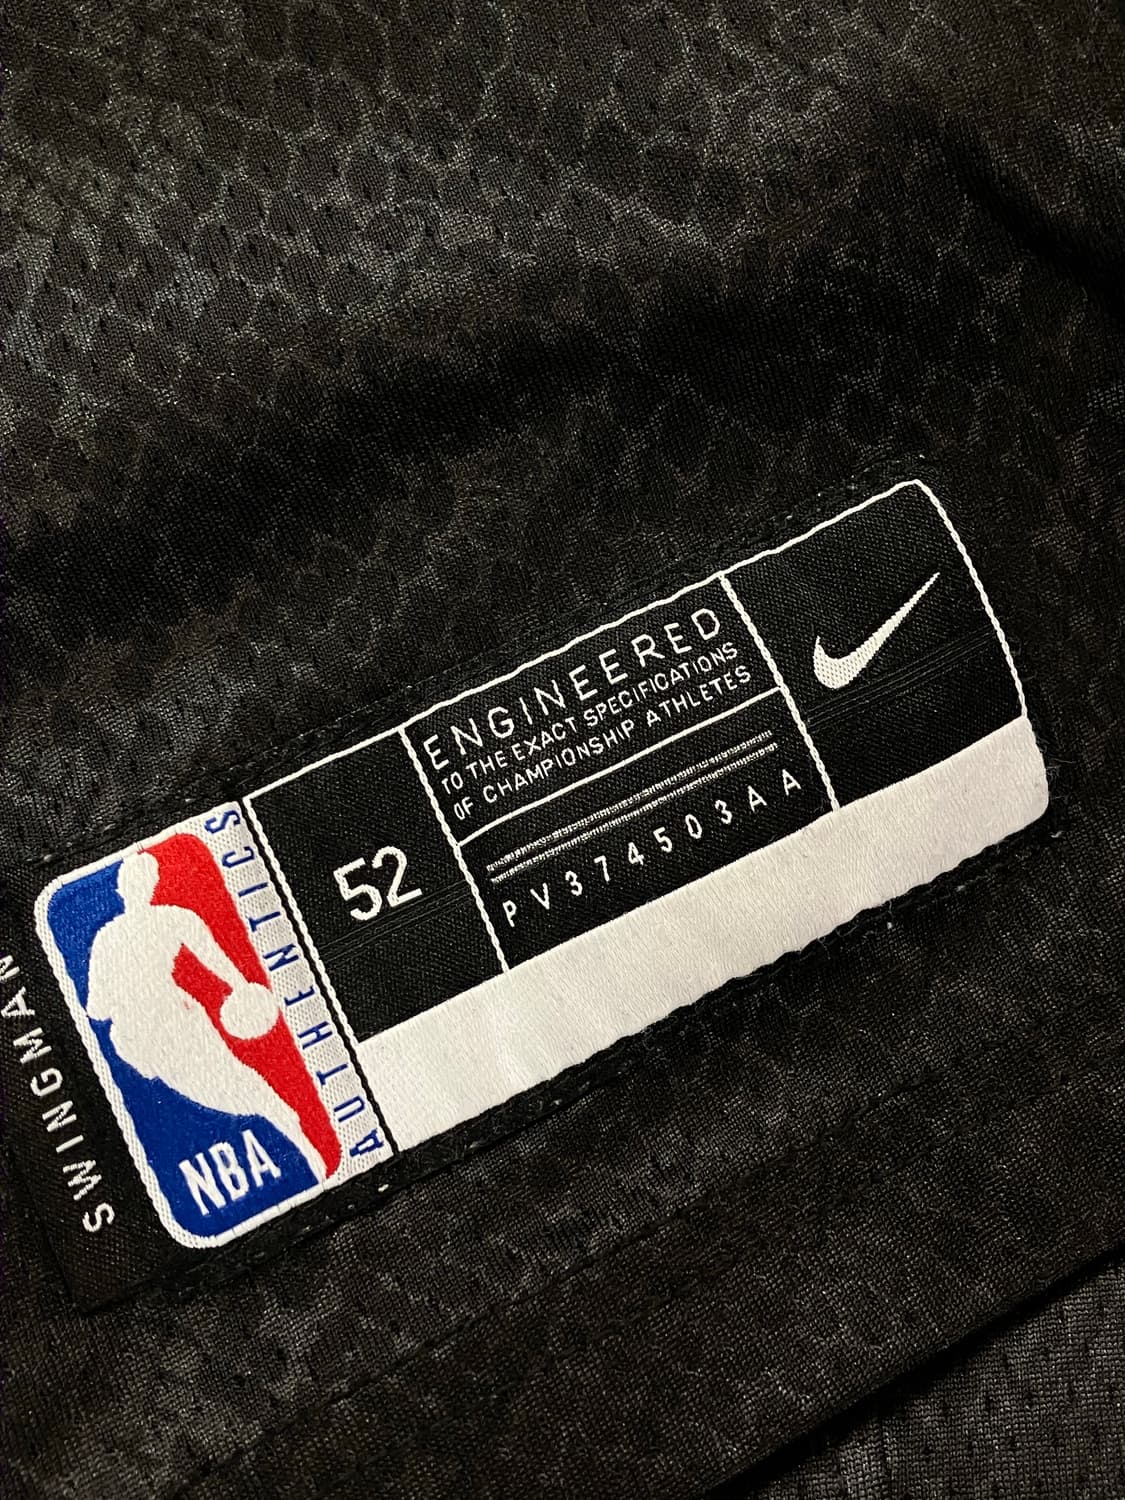 SWINGMAN
NBA
AUTHENTICS
52
ENGINEERED
TO THE EXACT SPECIFICATIONS
OF CHAMPIONSHIP ATHLETES
PV374503AA